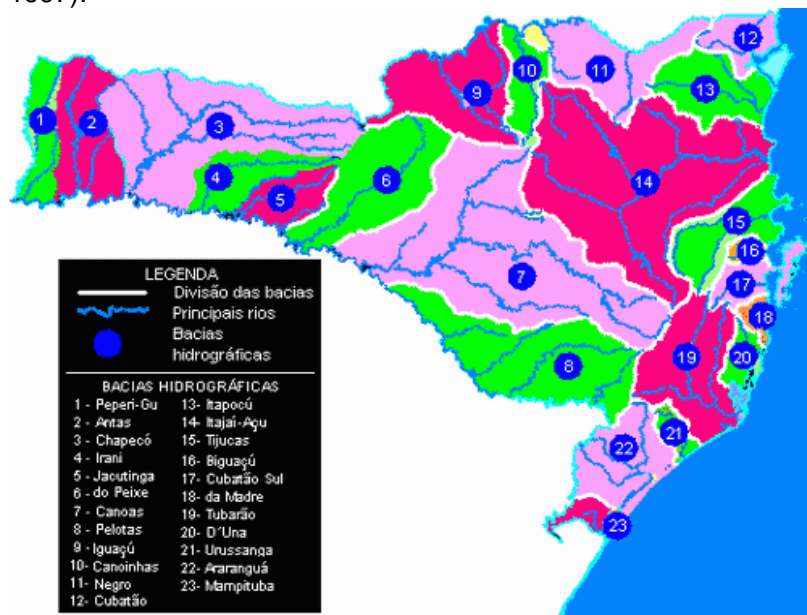 12
9
10
11
13
1
2
3
14
4
6
5
15
16
7
17
18
19
20
8
21
22
23
LEGENDA
Divisão das bacias
Principais rios
Bacias
hidrográficas
BACIAS HIDROGRÁFICAS
1 - Peperi-Gu
2 - Antas
3 - Chapecó
4 - Irani
5 - Jacutinga
6 - do Peixe
7 - Canoas
8 - Pelotas
9 - Iguaçú
10- Canoinhas
11- Negro
12- Cubatão
13- Itapocú
14- Itajaí-Açu
15- Tijucas
16- Biguaçú
17- Cubatão Sul
18- da Madre
19- Tubarão
20- D'Una
21- Urussanga
22- Araranguá
23- Mampituba